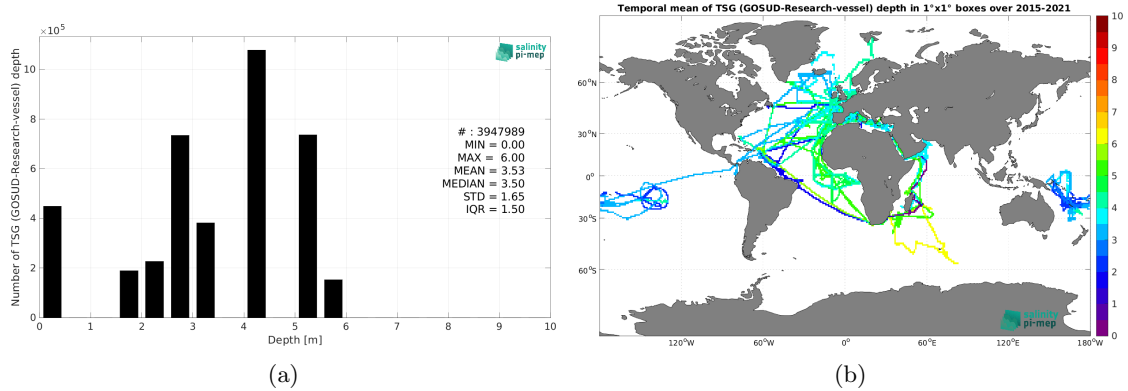 ×10^5
Number of TSG (GOSUD-Research-vessel) depth
10
8
6
4
2
0
0 1 2 3 4 5 6 7 8 9 10
Depth [m]
salinity
pi-mep
# : 3947989
MIN = 0.00
MAX = 6.00
MEAN = 3.53
MEDIAN = 3.50
STD = 1.65
IQR = 1.50
(a)
Temporal mean of TSG (GOSUD-Research-vessel) depth in 1°x1° boxes over 2015-2021
60°N
30°N
0°
30°S
60°S
120°W 60°W 0° 60°E 120°E 180°W
salinity
pi-mep
10
9
8
7
6
5
4
3
2
1
0
(b)